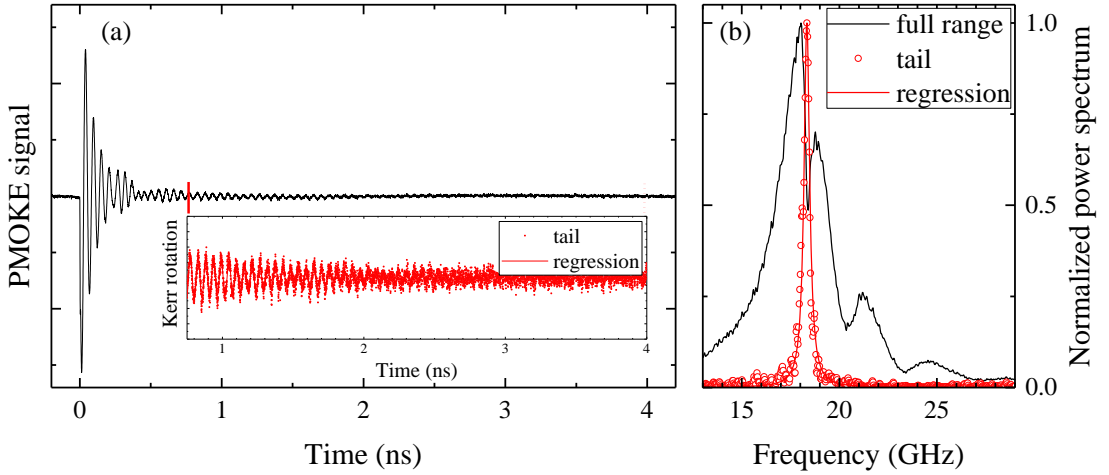 (a)
PMOKE signal
0 1 2 3 4
Time (ns)
Kerr rotation
tail
regression
1 2 3 4
Time (ns)
(b)
full range
tail
regression
1.0
0.5
0.0
Normalized power spectrum
15 20 25
Frequency (GHz)